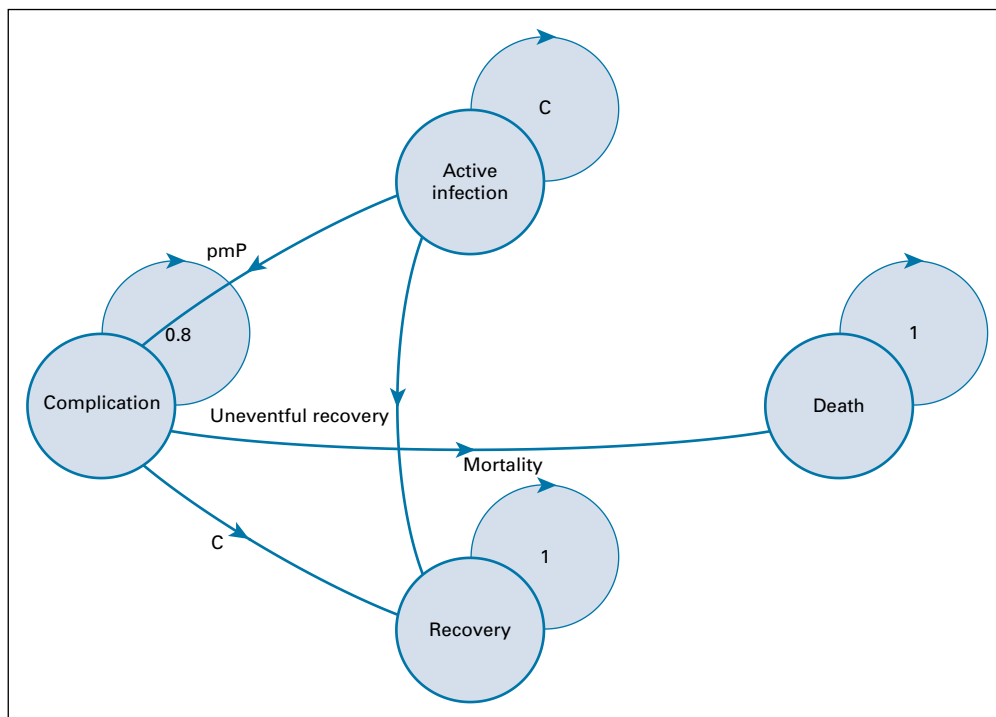 C
Active
infection
pmP
0.8
1
Complication
Uneventful recovery
Death
Mortality
C
1
Recovery